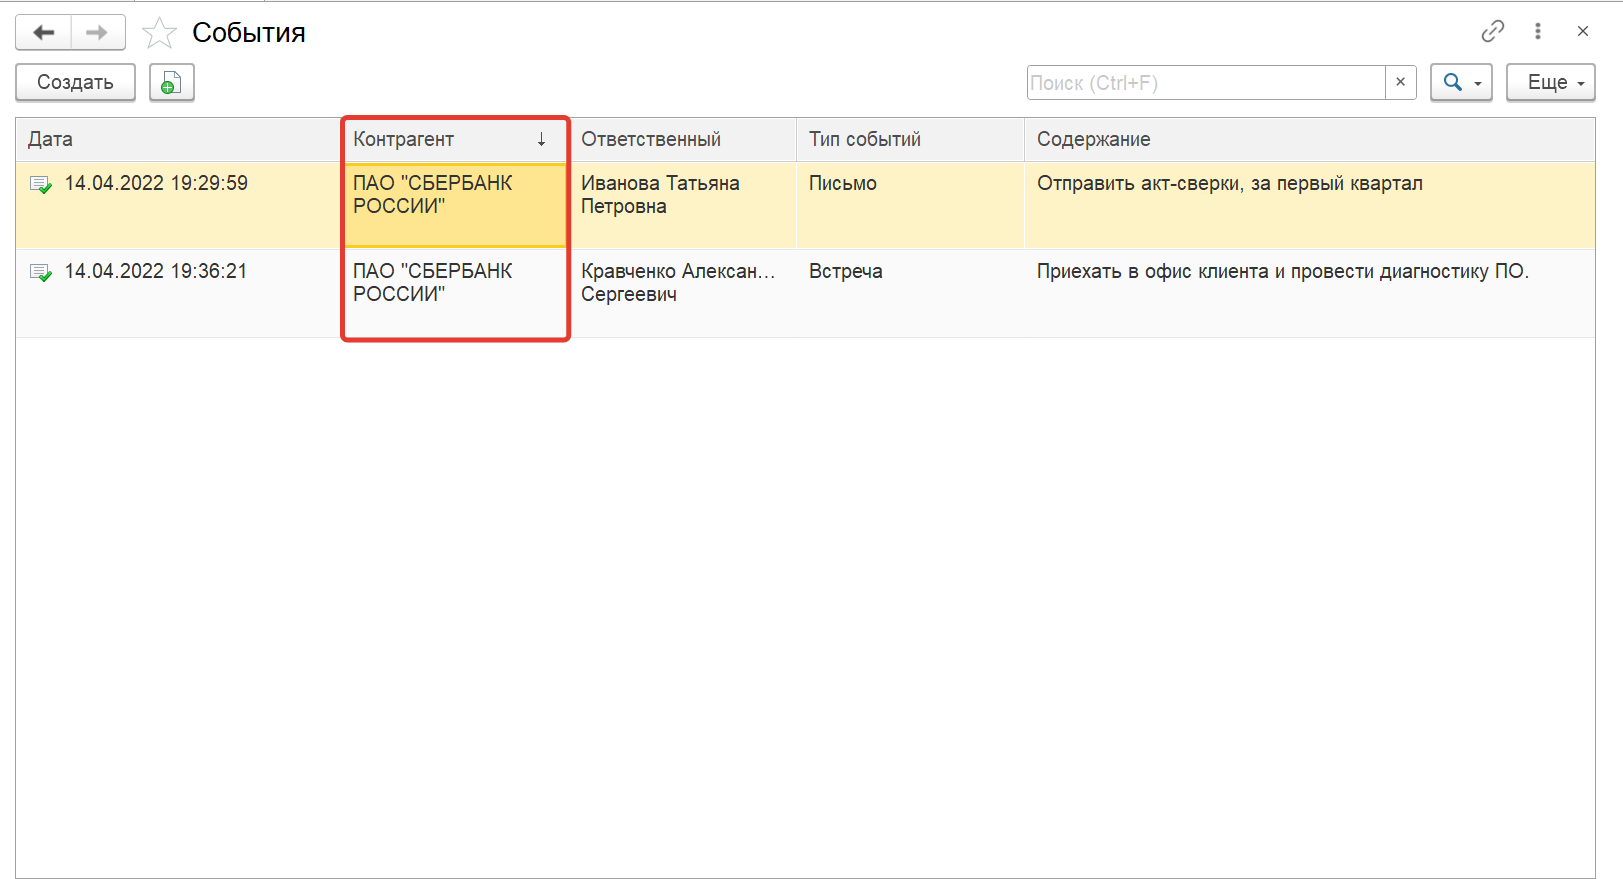 События
Создать
Поиск (Ctrl+F)
Еще
Дата Контрагент ↓ Ответственный Тип событий Содержание
14.04.2022 19:29:59 ПАО "СБЕРБАНК РОССИИ" Иванова Татьяна Петровна Письмо Отправить акт-сверки, за первый квартал
14.04.2022 19:36:21 ПАО "СБЕРБАНК РОССИИ" Кравченко Алексан... Сергеевич Встреча Приехать в офис клиента и провести диагностику ПО.